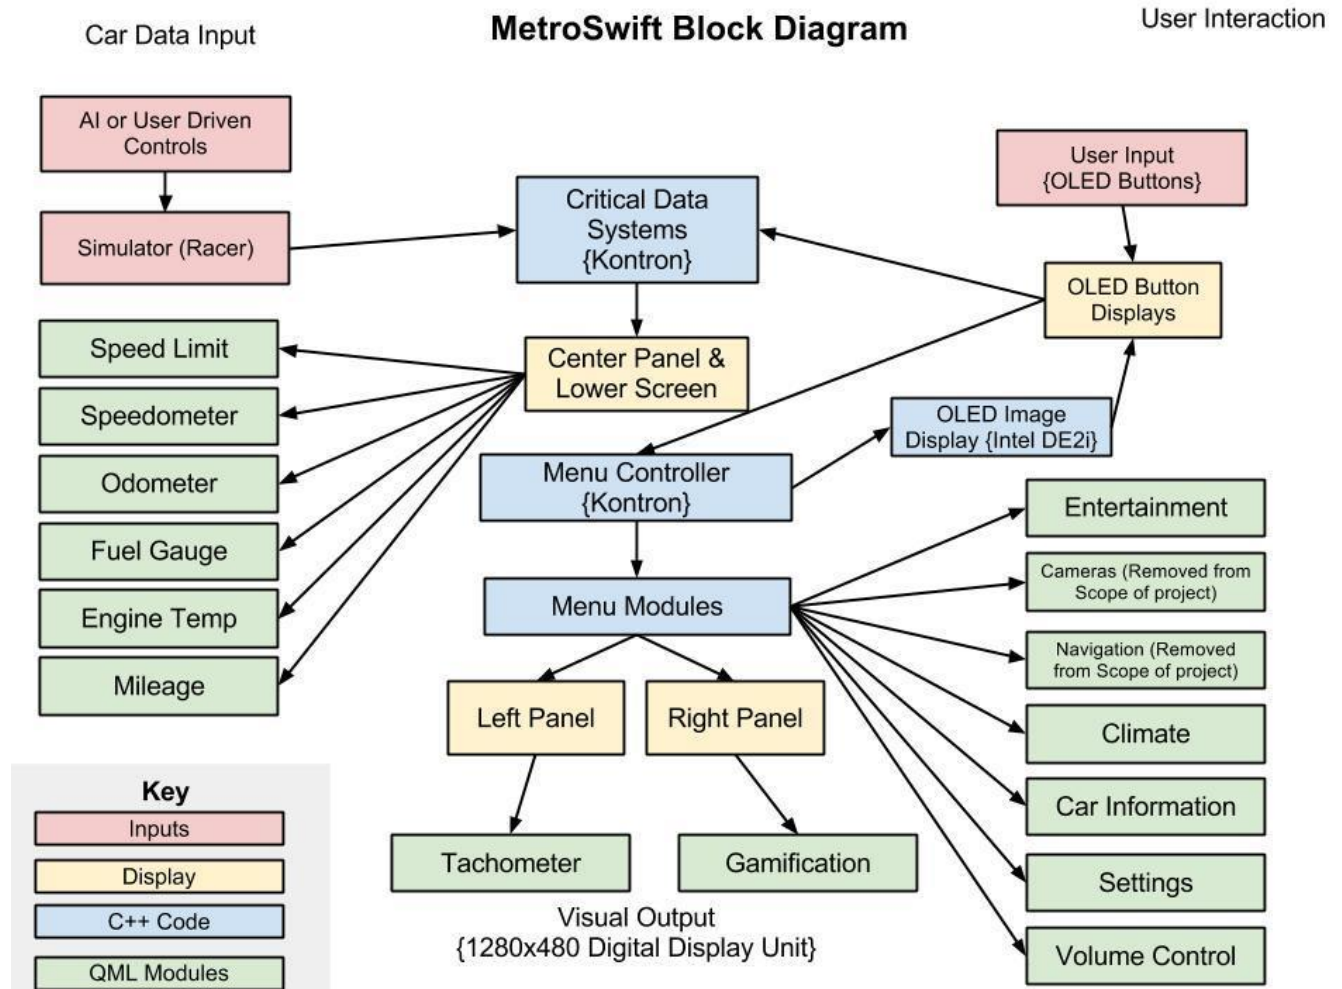 Car Data Input
MetroSwift Block Diagram
User Interaction
AI or User Driven
Controls
Simulator (Racer)
Critical Data
Systems
{Kontron}
User Input
{OLED Buttons}
OLED Button
Displays
Speed Limit
Speedometer
Odometer
Fuel Gauge
Engine Temp
Mileage
Center Panel &
Lower Screen
OLED Image
Display {Intel DE2i}
Menu Controller
{Kontron}
Menu Modules
Entertainment
Cameras (Removed from
Scope of project)
Navigation (Removed
from Scope of project)
Climate
Car Information
Settings
Volume Control
Left Panel
Right Panel
Tachometer
Gamification
Visual Output
{1280x480 Digital Display Unit}
Key
Inputs
Display
C++ Code
QML Modules